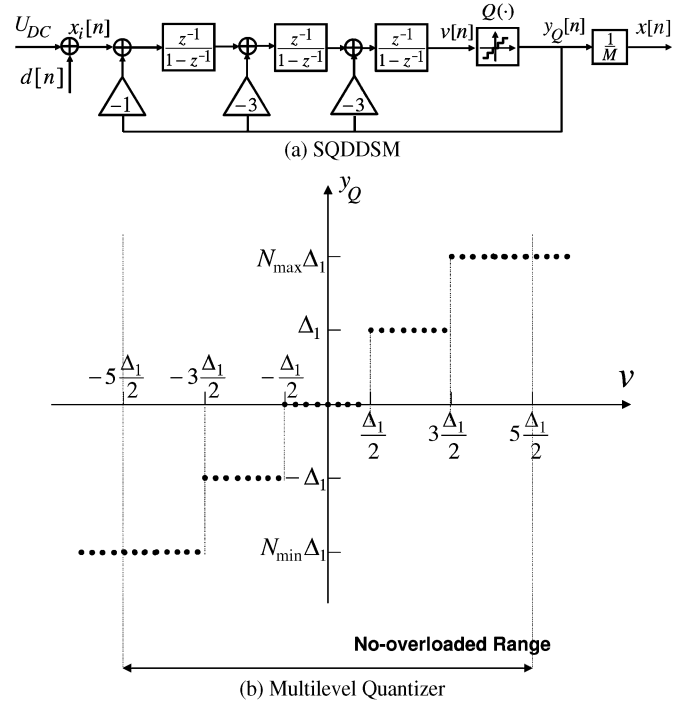 U_DC x_i[n] z^{-1} z^{-1} z^{-1} v[n] Q(·) y_Q[n] 1 x[n]
1 − z^{-1} 1 − z^{-1} 1 − z^{-1} M
d[n] −1 −3 −3
(a) SQDDSM
y_Q
N_max Δ_1
Δ_1
−5 Δ_1/2 −3 Δ_1/2 −Δ_1/2 v
Δ_1/2 3 Δ_1/2 5 Δ_1/2
−Δ_1
N_min Δ_1
No-overloaded Range
(b) Multilevel Quantizer